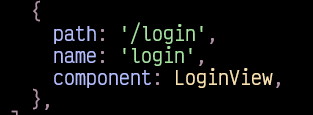 {
path: '/login',
name: 'login',
component: LoginView,
},